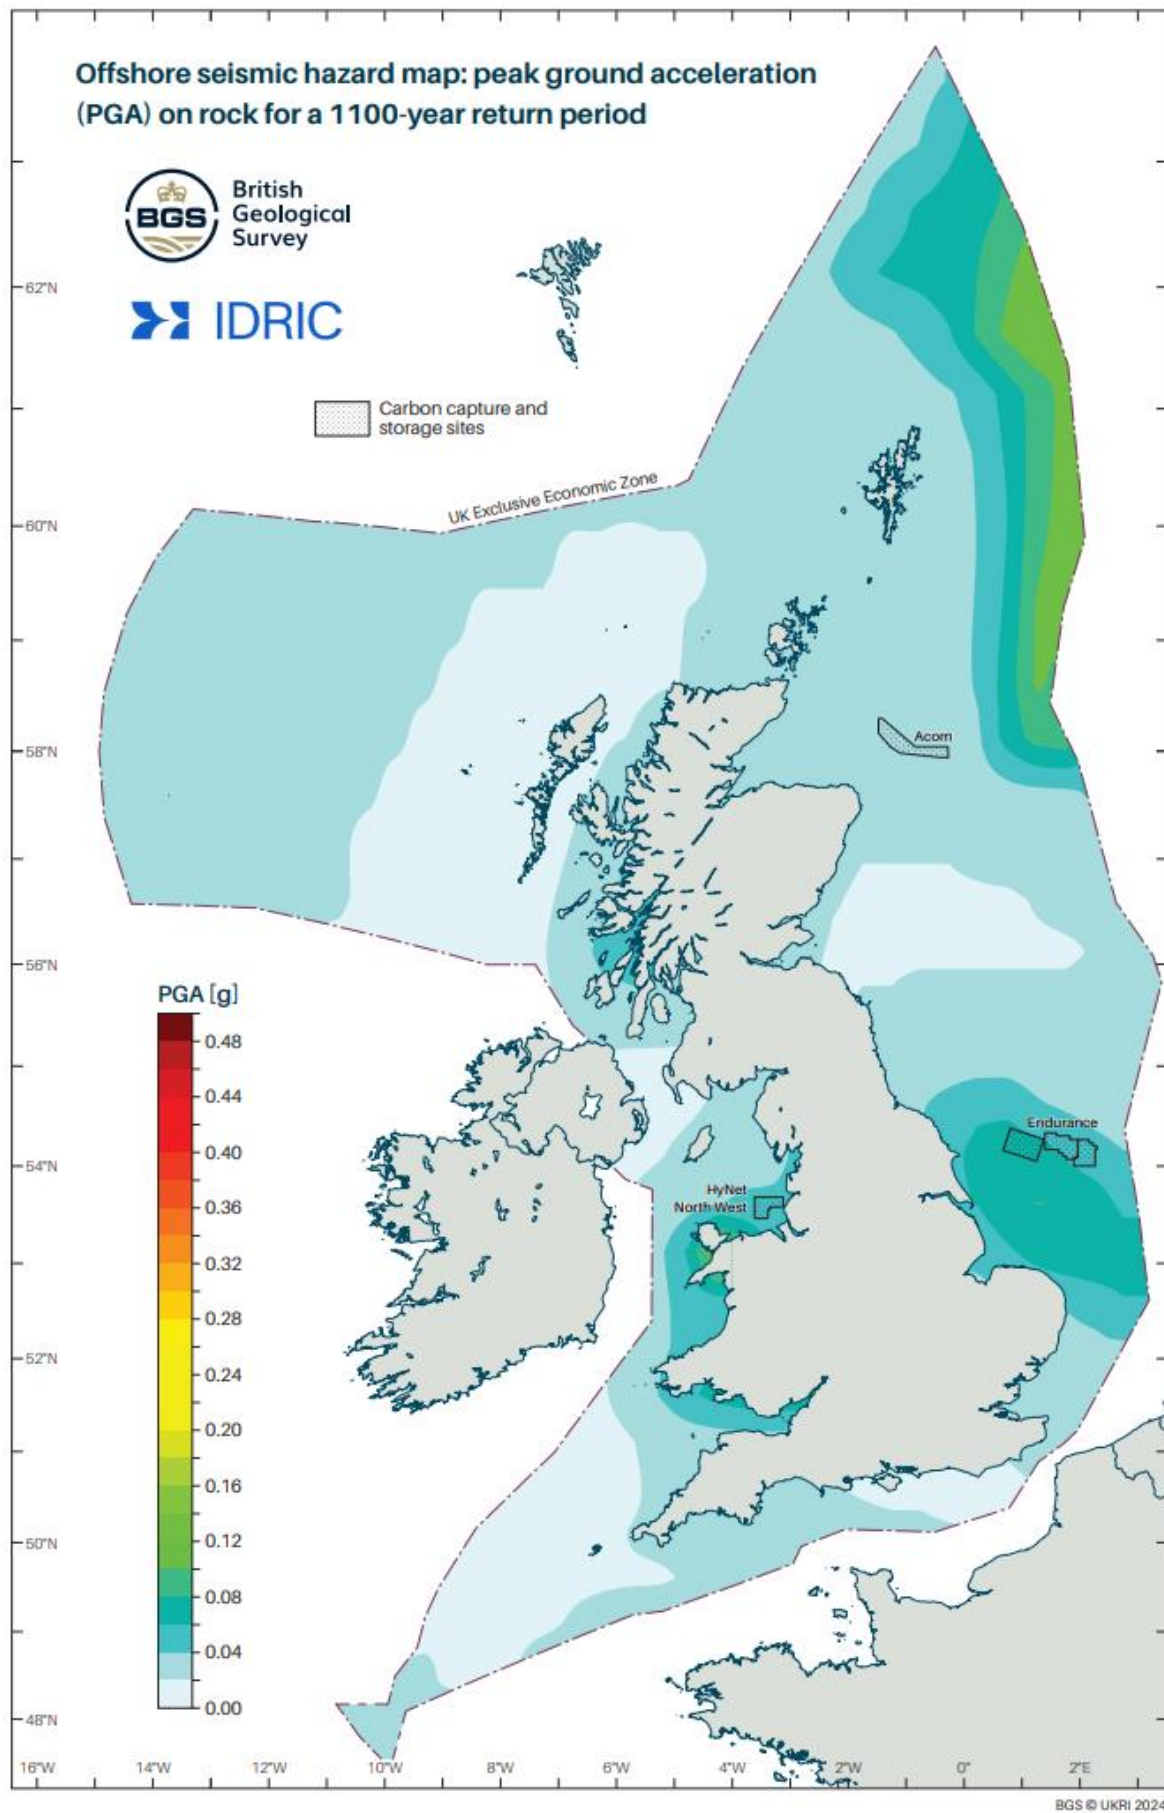 Offshore seismic hazard map: peak ground acceleration
(PGA) on rock for a 1100-year return period
BGS
British
Geological
Survey
IDRIC
Carbon capture and
storage sites
UK Exclusive Economic Zone
62°N
60°N
58°N
56°N
54°N
52°N
50°N
48°N
Acorn
Endurance
HyNet
North West
PGA [g]
0.48
0.44
0.40
0.36
0.32
0.28
0.24
0.20
0.16
0.12
0.08
0.04
0.00
16°W 14°W 12°W 10°W 8°W 6°W 4°W 2°W 0° 2°E
BGS © UKRI 2024